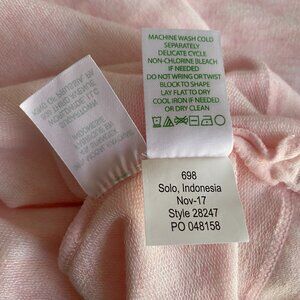 MACHINE WASH COLD
SEPARATELY
DELICATE CYCLE
NON-CHLORINE BLEACH
IF NEEDED
DO NOT WRING OR TWIST
BLOCK TO SHAPE
LAY FLAT TO DRY
COOL IRON IF NEEDED
OR DRY CLEAN
698
Solo, Indonesia
Nov-17
Style 28247
PO 048158